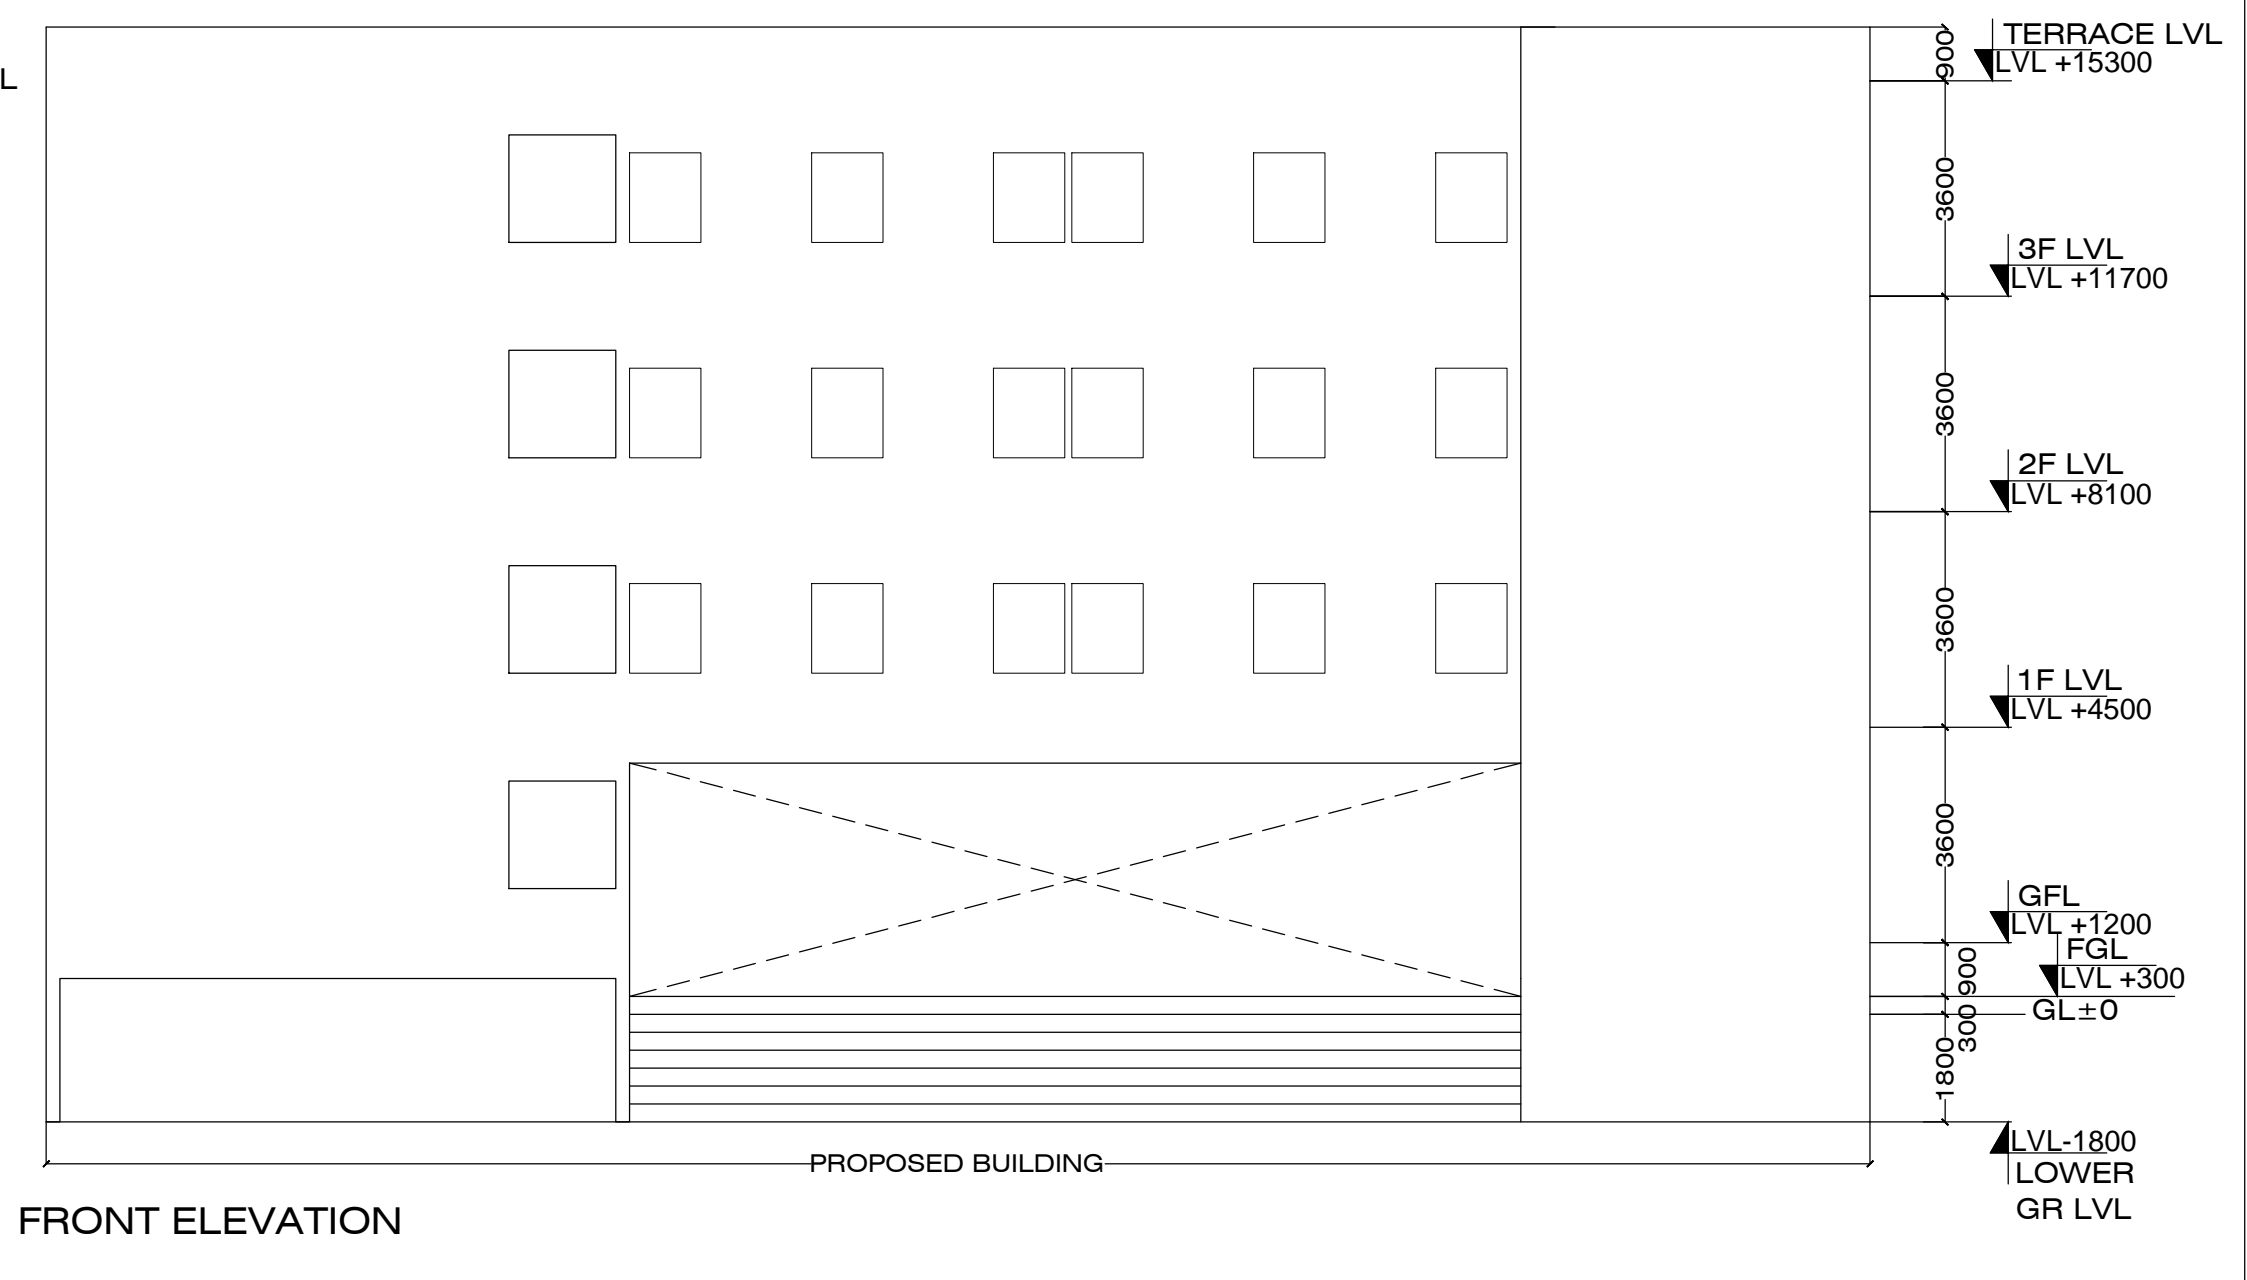 L
TERRACE LVL
LVL +15300
900
3600
3F LVL
LVL +11700
3600
2F LVL
LVL +8100
3600
1F LVL
LVL +4500
3600
GFL
LVL +1200
FGL
LVL +300
900
GL±0
300
1800
LVL-1800
LOWER
GR LVL
PROPOSED BUILDING
FRONT ELEVATION